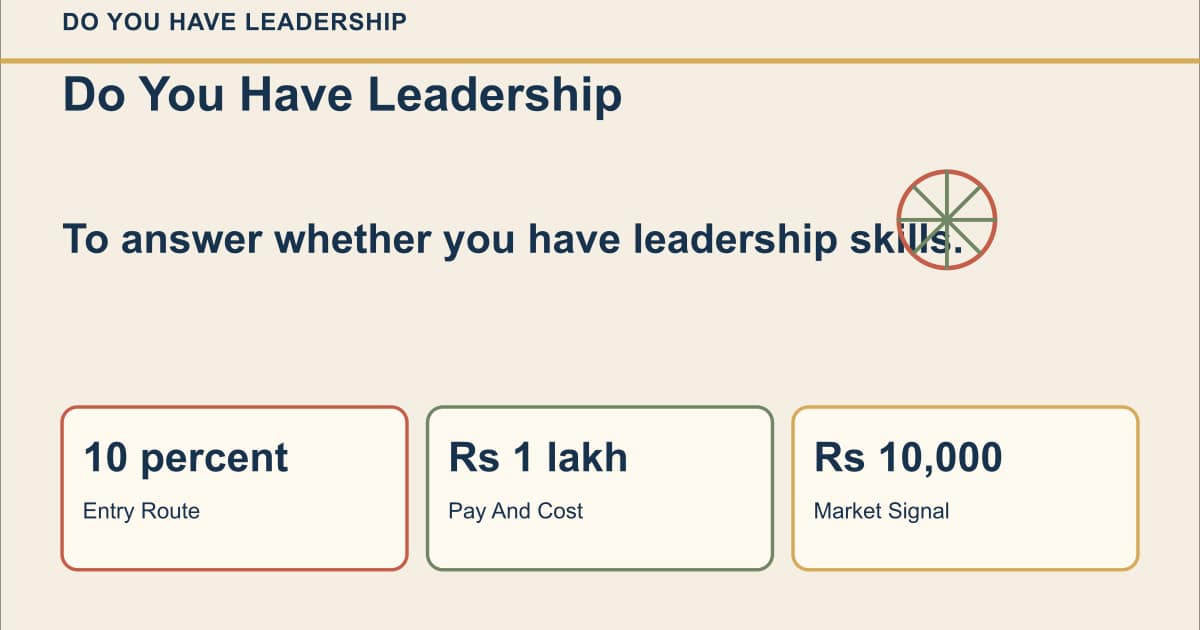 DO YOU HAVE LEADERSHIP
Do You Have Leadership
To answer whether you have leadership skills.
10 percent
Entry Route
Rs 1 lakh
Pay And Cost
Rs 10,000
Market Signal